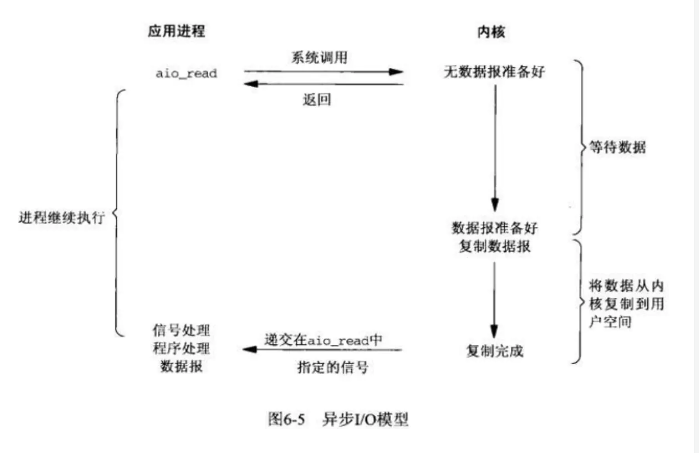 应用进程
内核
系统调用
aio_read
无数据报准备好
返回
等待数据
进程继续执行
数据报准备好
复制数据报
将数据从内
核复制到用
户空间
信号处理
程序处理
数据报
递交在aio_read中
指定的信号
复制完成
图6-5 异步I/O模型